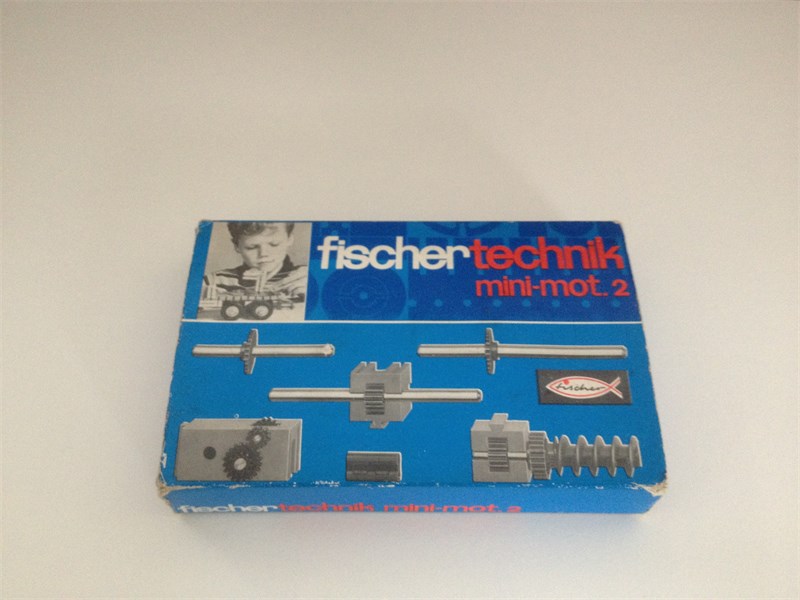 fischertechnik
mini-mot. 2
fischer
fischertechnik mini-mot. 2